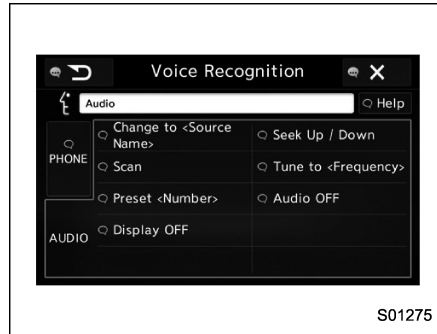 Voice Recognition
Audio
Help
PHONE
AUDIO
Change to <Source
Name>
Seek Up / Down
Scan
Tune to <Frequency>
Preset <Number>
Audio OFF
Display OFF
S01275